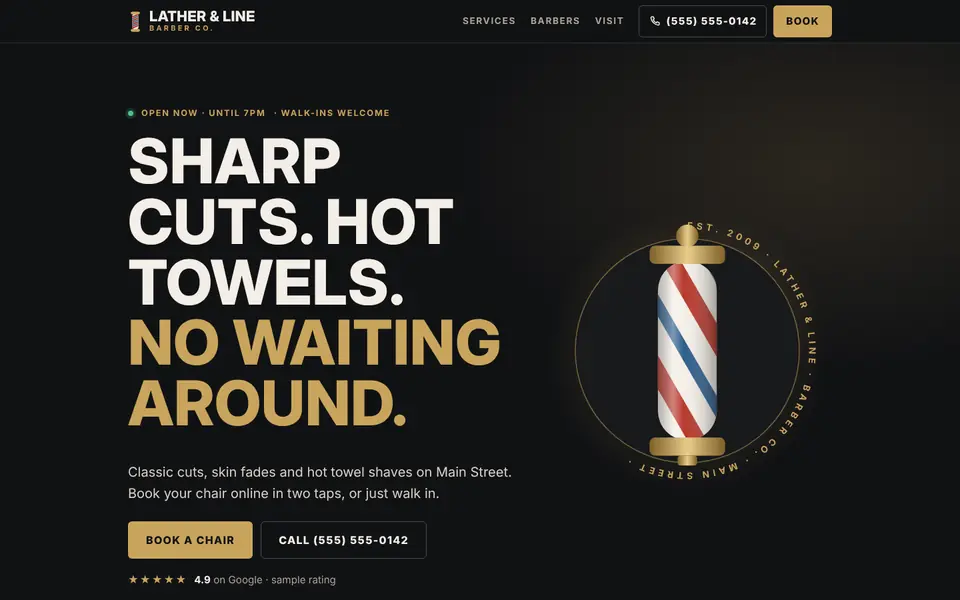 LATHER & LINE
BARBER CO.
SERVICES BARBERS VISIT (555) 555-0142 BOOK
OPEN NOW · UNTIL 7PM · WALK-INS WELCOME
SHARP
CUTS. HOT
TOWELS.
NO WAITING
AROUND.
EST. 2009 · LATHER & LINE · BARBER CO. · MAIN STREET ·
Classic cuts, skin fades and hot towel shaves on Main Street.
Book your chair online in two taps, or just walk in.
BOOK A CHAIR CALL (555) 555-0142
★★★★★ 4.9 on Google · sample rating